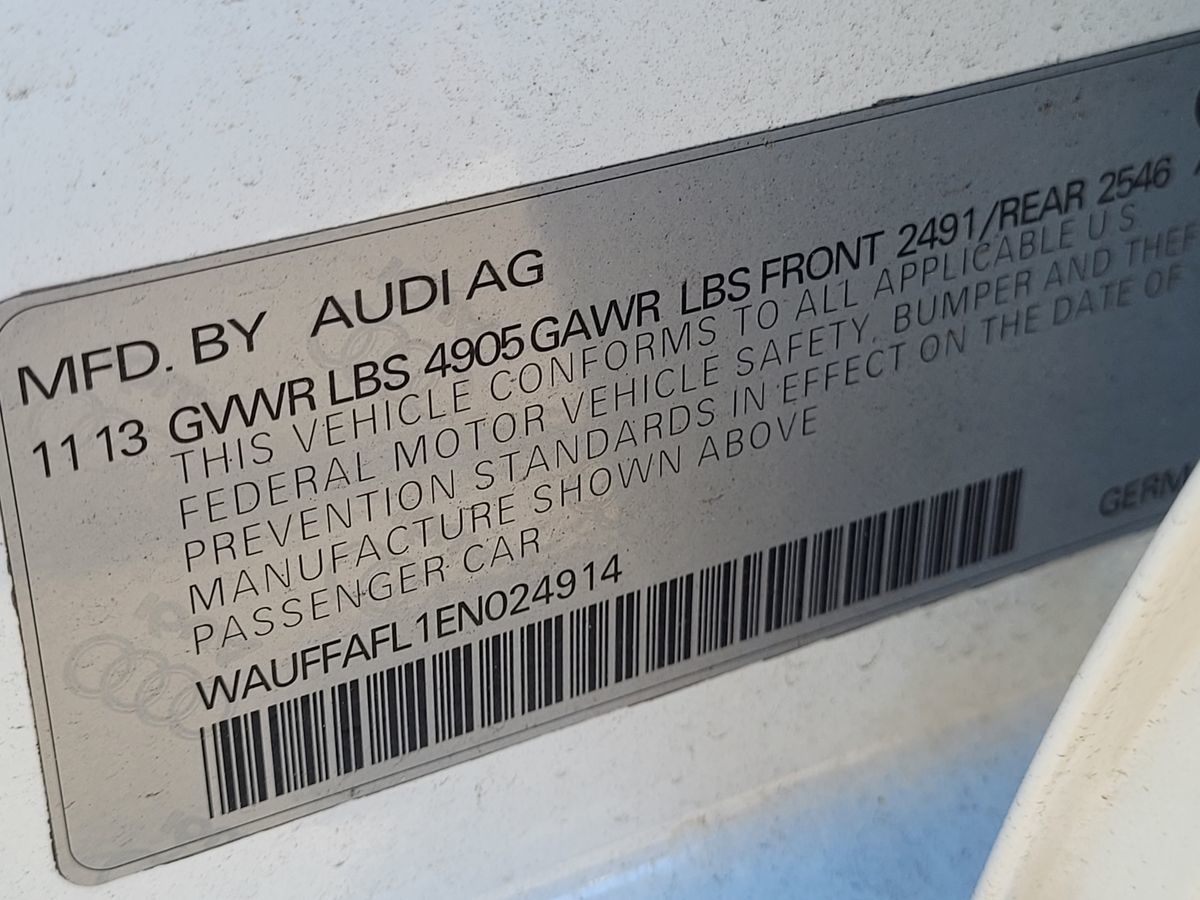 MFD. BY AUDI AG
11 13 GVWR LBS 4905 GAWR LBS FRONT 2491/REAR 2546
THIS VEHICLE CONFORMS TO ALL APPLICABLE U S
FEDERAL MOTOR VEHICLE SAFETY, BUMPER AND THEF
PREVENTION STANDARDS IN EFFECT ON THE DATE OF
MANUFACTURE SHOWN ABOVE
PASSENGER CAR
WAUFFAFL1EN024914
GERM